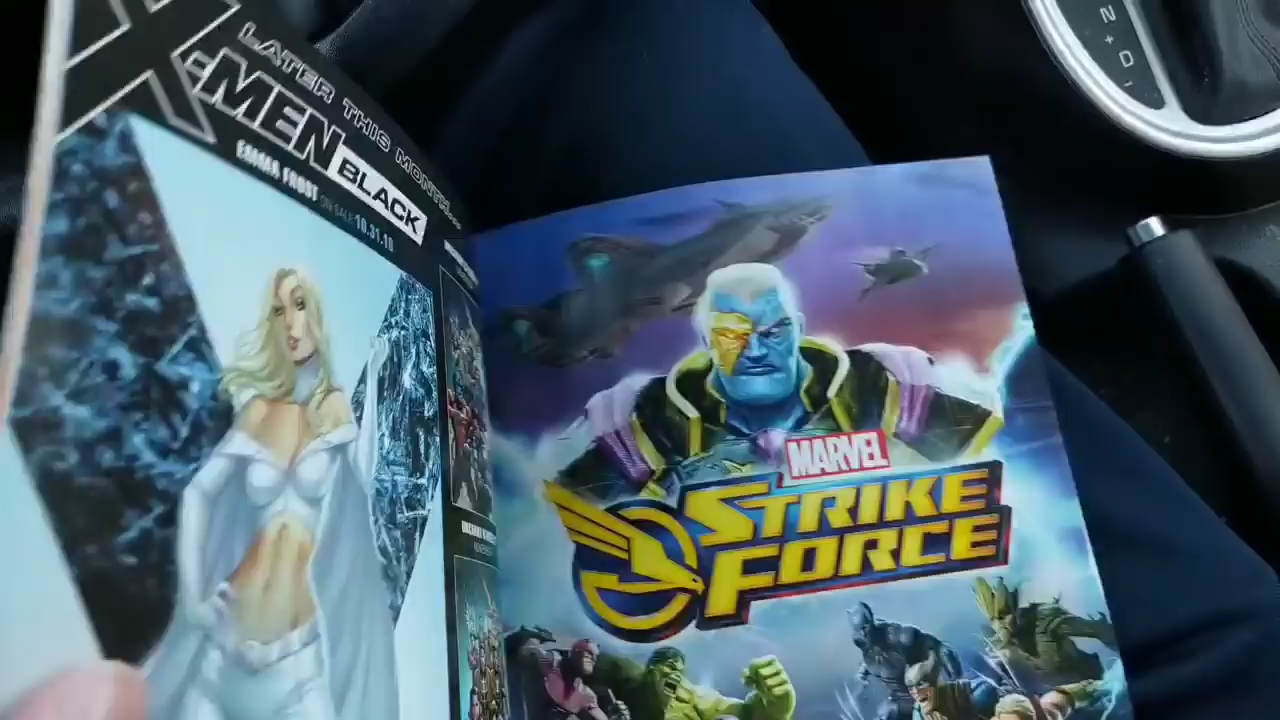 LATER THIS MONTH...
X-MEN BLACK
EMMA FROST ON SALE 10.31.18
MARVEL
STRIKE
FORCE
N
+
D
-